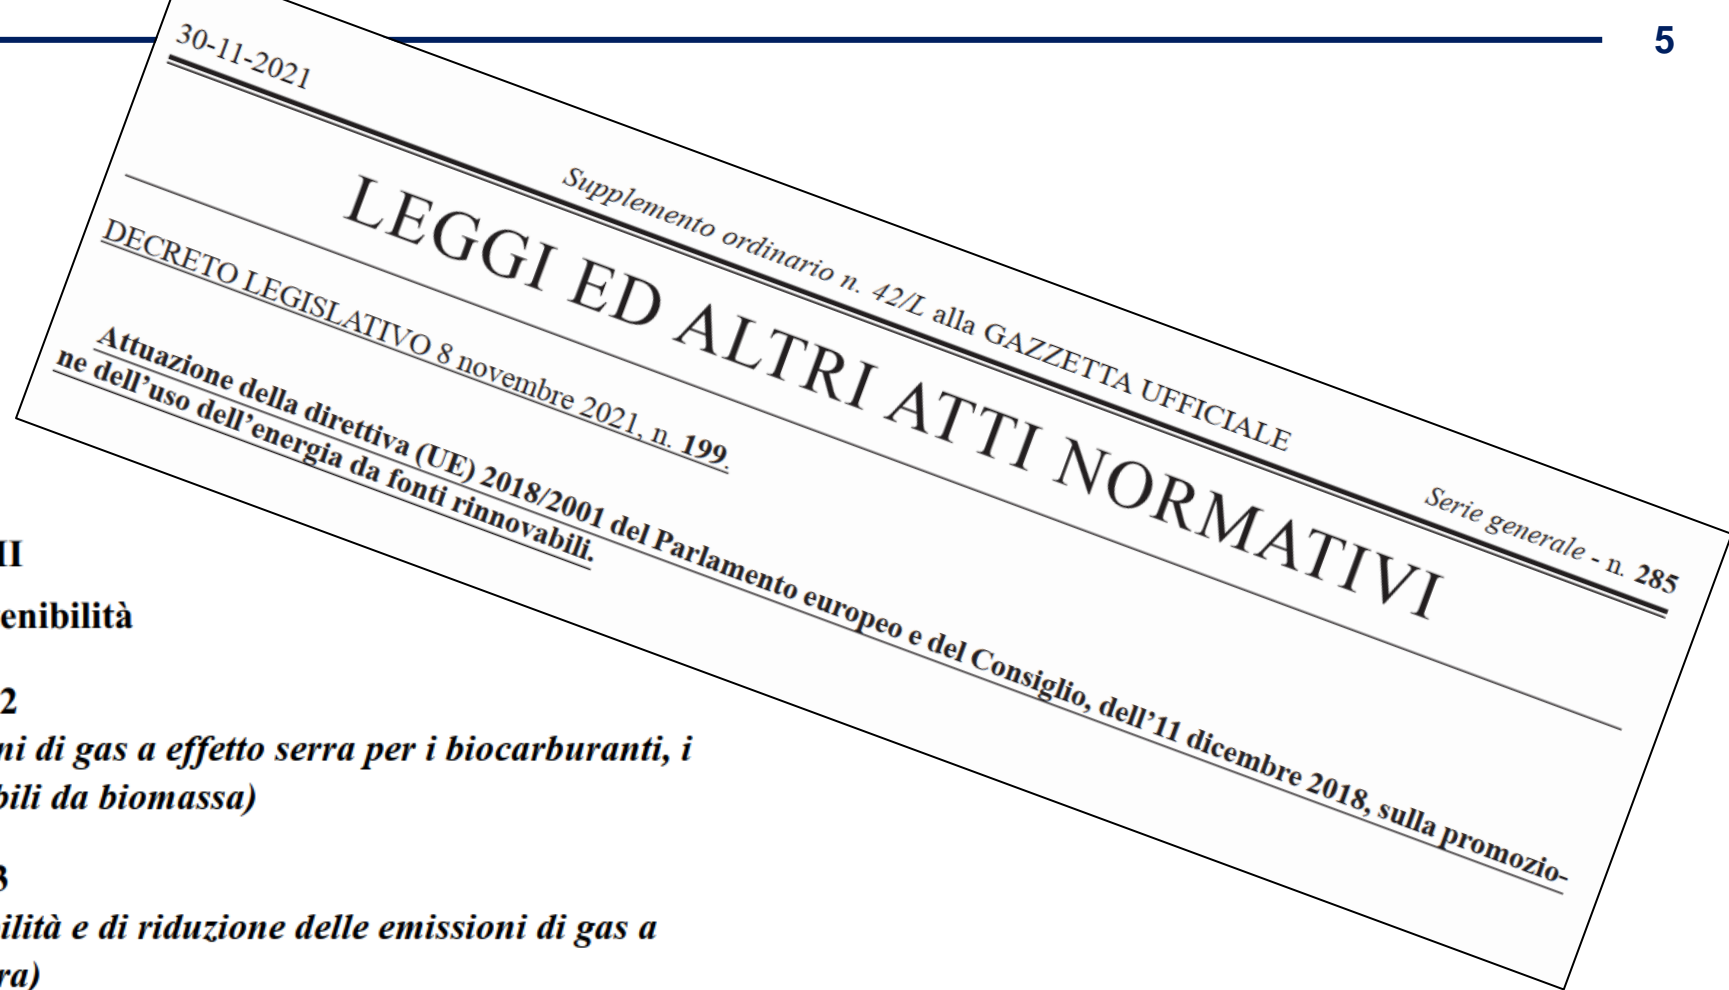 5
30-11-2021
Supplemento ordinario n. 42/L alla GAZZETTA UFFICIALE
Serie generale - n. 285
LEGGI ED ALTRI ATTI NORMATIVI
DECRETO LEGISLATIVO 8 novembre 2021, n. 199.
Attuazione della direttiva (UE) 2018/2001 del Parlamento europeo e del Consiglio, dell’11 dicembre 2018, sulla promozio-
ne dell’uso dell’energia da fonti rinnovabili.
II
enibilità
2
ni di gas a effetto serra per i biocarburanti, i
bili da biomassa)
3
ilità e di riduzione delle emissioni di gas a
ra)